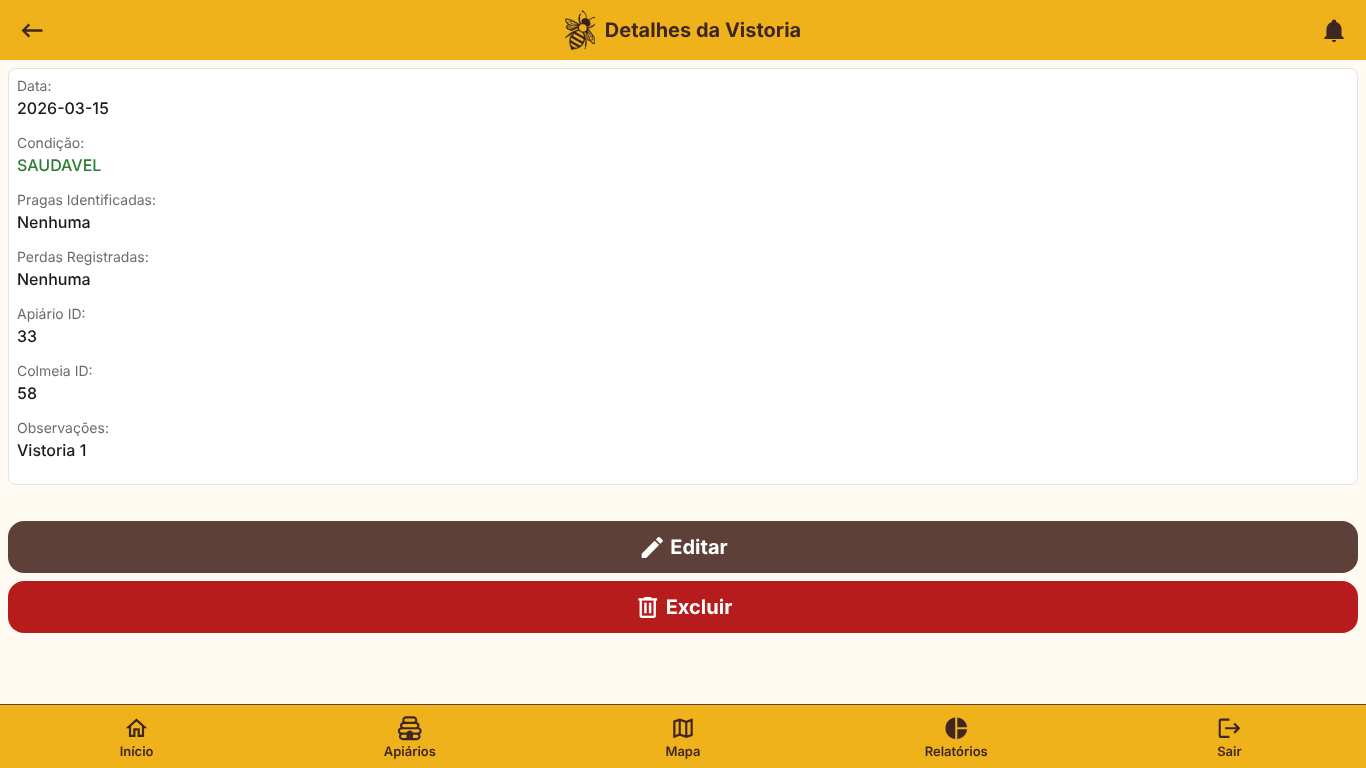 Detalhes da Vistoria
Data:
2026-03-15
Condição:
SAUDAVEL
Pragas Identificadas:
Nenhuma
Perdas Registradas:
Nenhuma
Apiário ID:
33
Colmeia ID:
58
Observações:
Vistoria 1
Editar
Excluir
Início
Apiários
Mapa
Relatórios
Sair